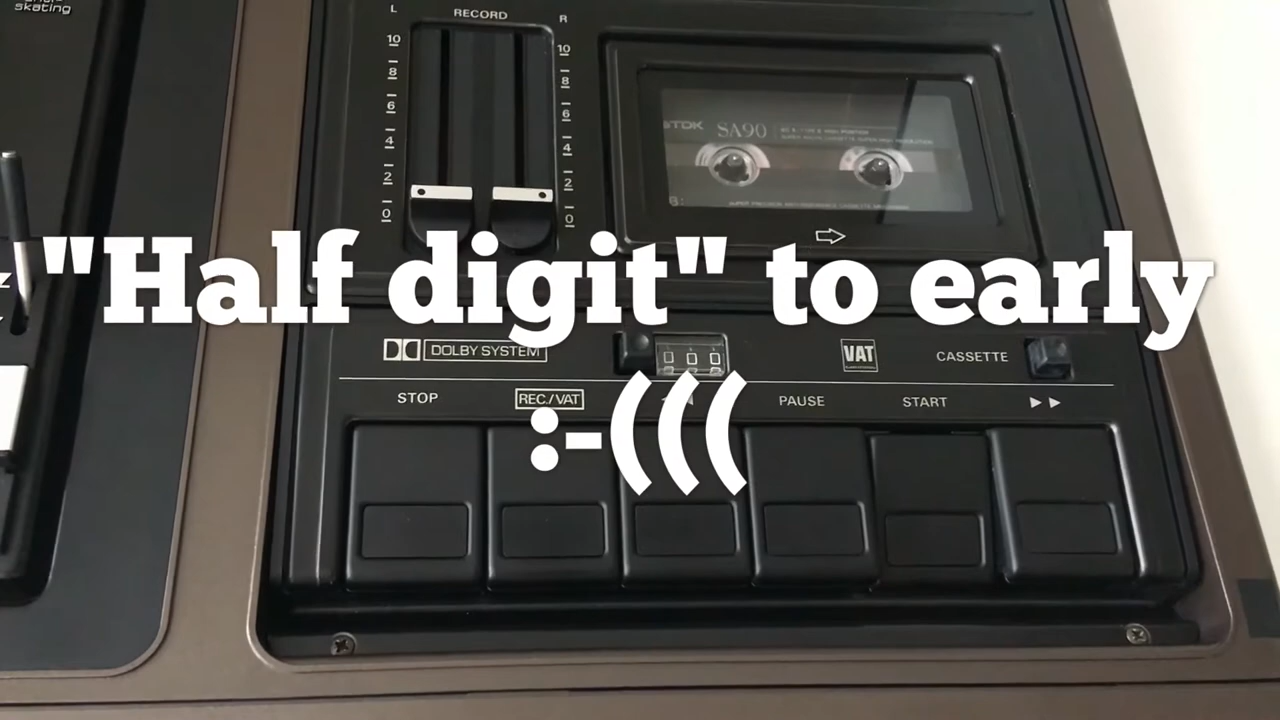 skating
L RECORD R
10 10
8 8
6 6
4 4
2 2
0 0
TDK SA90
"Half digit" to early
DOLBY SYSTEM 000 VAT CASSETTE
STOP REC./VAT PAUSE START
:-(((